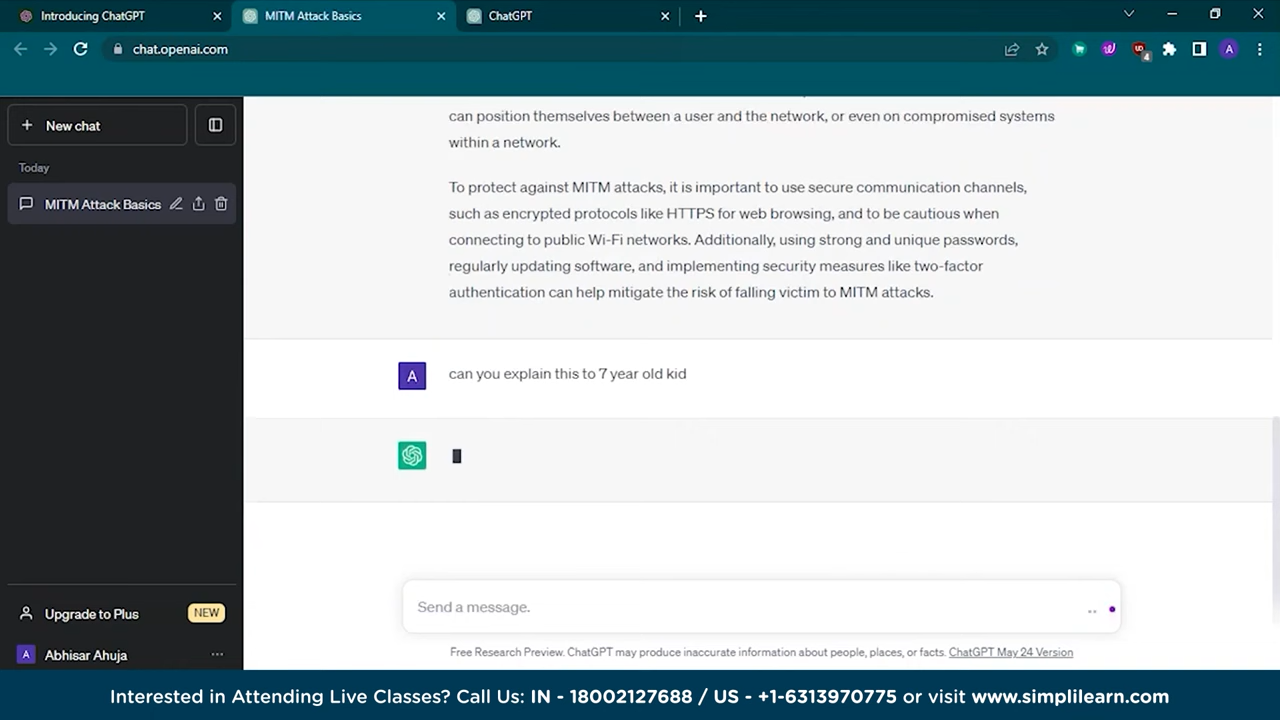 Introducing ChatGPT
MITM Attack Basics
ChatGPT
chat.openai.com
UD
4
A
New chat
Today
MITM Attack Basics
can position themselves between a user and the network, or even on compromised systems
within a network.
To protect against MITM attacks, it is important to use secure communication channels,
such as encrypted protocols like HTTPS for web browsing, and to be cautious when
connecting to public Wi-Fi networks. Additionally, using strong and unique passwords,
regularly updating software, and implementing security measures like two-factor
authentication can help mitigate the risk of falling victim to MITM attacks.
A
can you explain this to 7 year old kid
Send a message.
Free Research Preview. ChatGPT may produce inaccurate information about people, places, or facts. ChatGPT May 24 Version
Upgrade to Plus
NEW
A
Abhisar Ahuja
Interested in Attending Live Classes? Call Us: IN - 18002127688 / US - +1-6313970775 or visit www.simplilearn.com